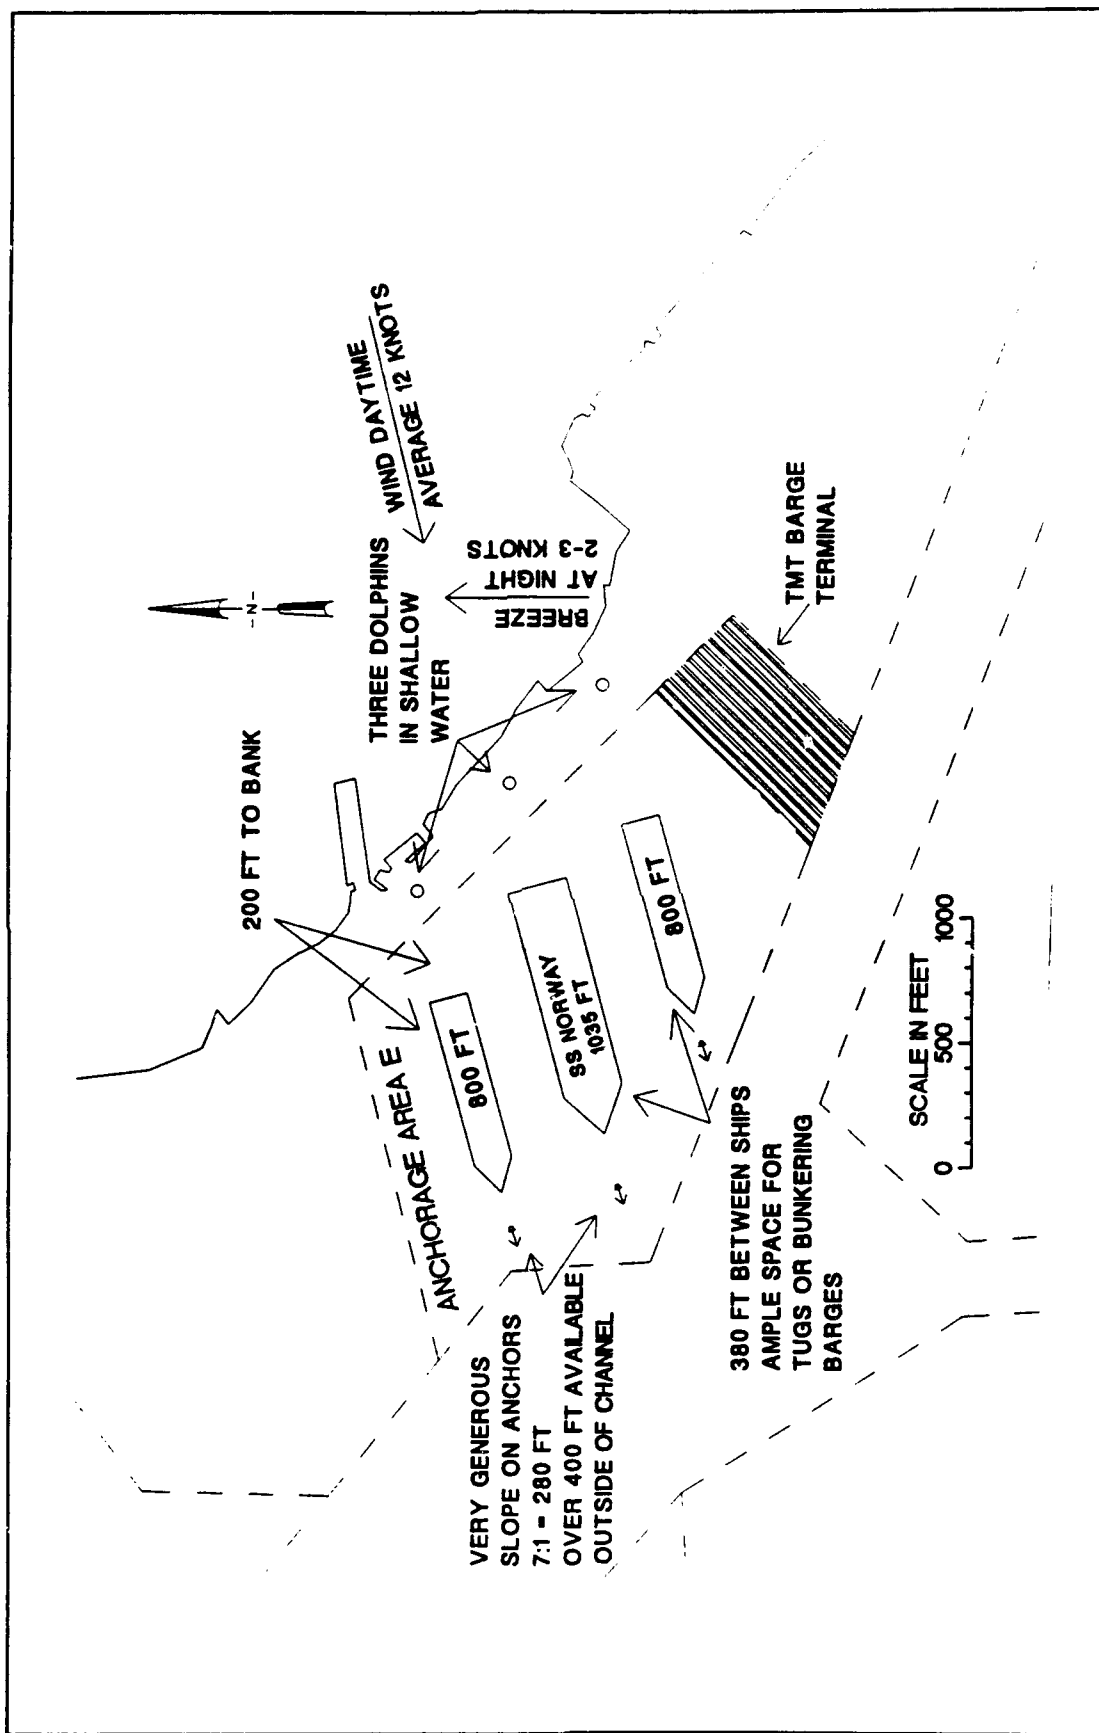 200 FT TO BANK
THREE DOLPHINS
IN SHALLOW
WATER
WIND DAYTIME
AVERAGE 12 KNOTS
-N-
BREEZE
AT NIGHT
2-3 KNOTS
ANCHORAGE AREA E
800 FT
SS NORWAY
1035 FT
800 FT
TMT BARGE
TERMINAL
VERY GENEROUS
SLOPE ON ANCHORS
7:1 = 280 FT
OVER 400 FT AVAILABLE
OUTSIDE OF CHANNEL
380 FT BETWEEN SHIPS
AMPLE SPACE FOR
TUGS OR BUNKERING
BARGES
SCALE IN FEET
0 500 1000